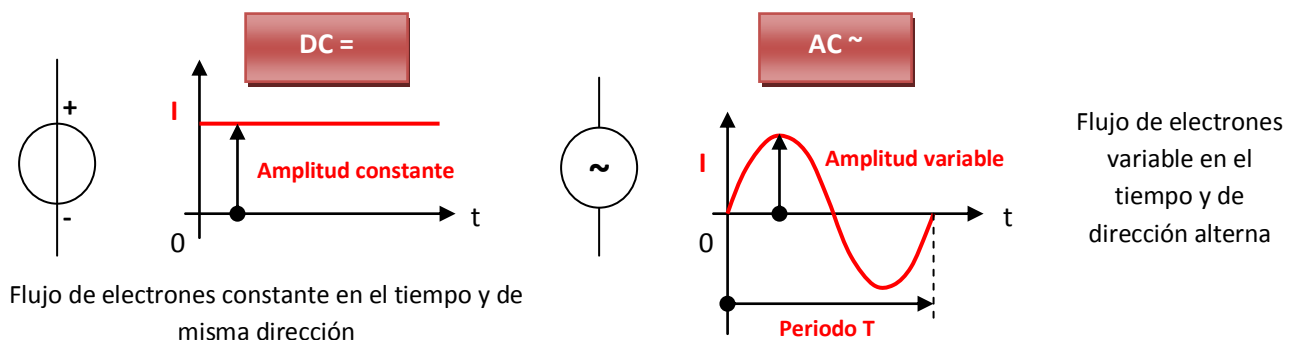 DC =
+
I
Amplitud constante
-
0
t
Flujo de electrones constante en el tiempo y de
misma dirección
AC ~
~
I
Amplitud variable
0
t
Periodo T
Flujo de electrones
variable en el
tiempo y de
dirección alterna